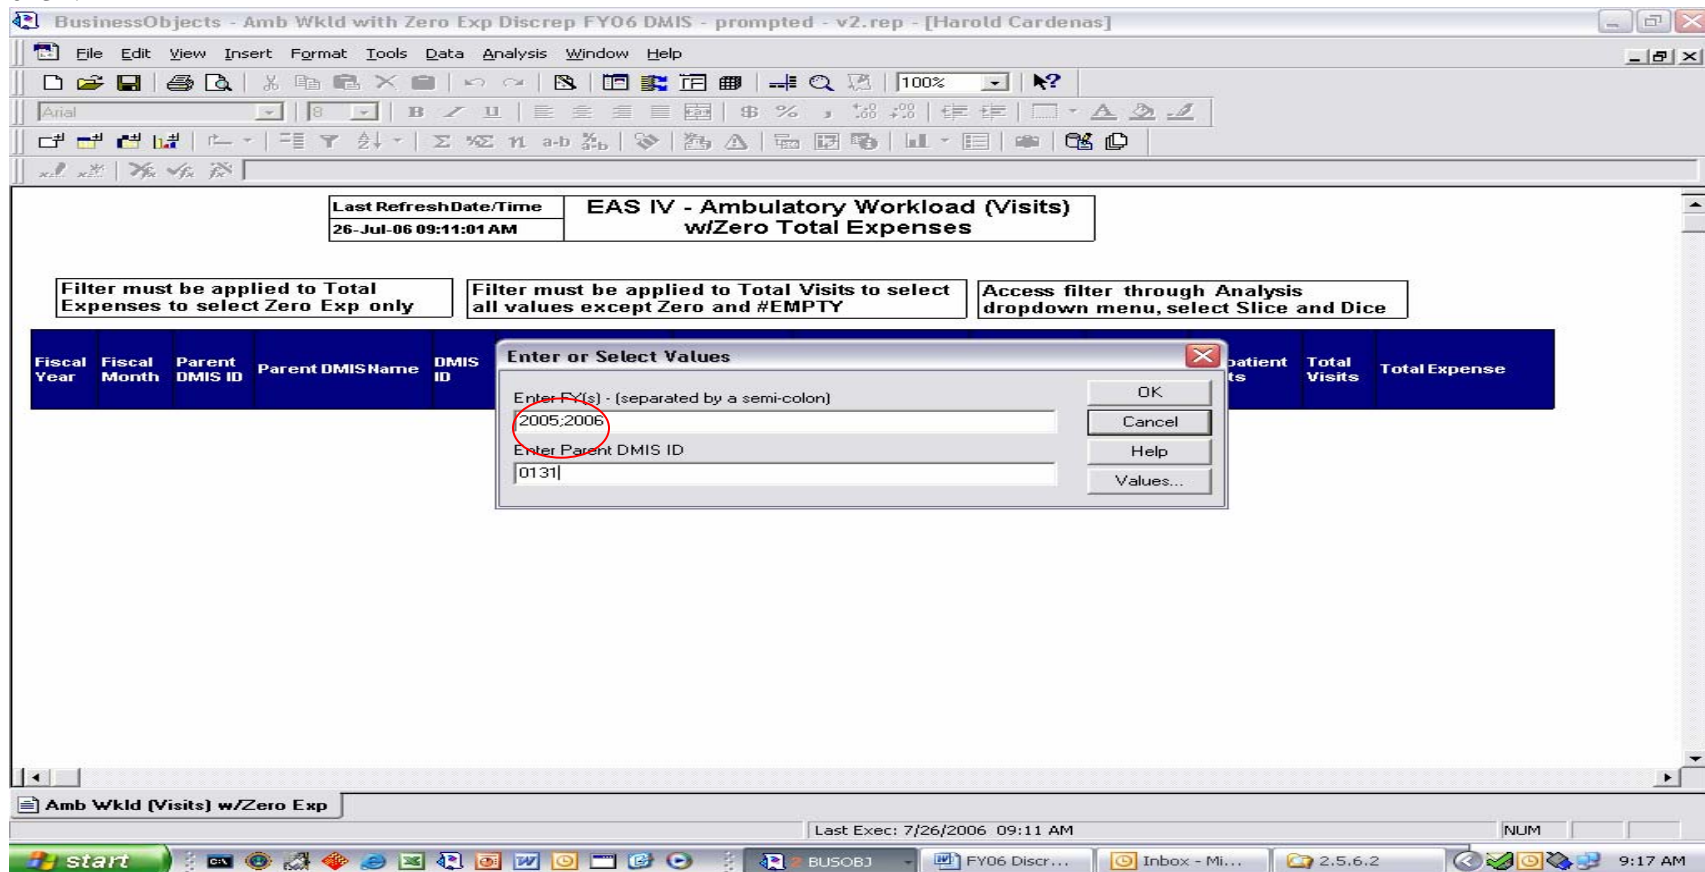 BusinessObjects - Amb Wkld with Zero Exp Discrep FY06 DMIS - prompted - v2.rep - [Harold Cardenas]
File Edit View Insert Format Tools Data Analysis Window Help
100%
Arial 8 B I U $ % ,
Last Refresh Date/Time
26-Jul-06 09:11:01 AM
EAS IV - Ambulatory Workload (Visits)
w/Zero Total Expenses
Filter must be applied to Total
Expenses to select Zero Exp only
Filter must be applied to Total Visits to select
all values except Zero and #EMPTY
Access filter through Analysis
dropdown menu, select Slice and Dice
Fiscal Year
Fiscal Month
Parent DMIS ID
Parent DMIS Name
DMIS ID
patient
ts
Total Visits
Total Expense
Enter or Select Values
Enter FY(s) - (separated by a semi-colon)
2005;2006
Enter Parent DMIS ID
0131
OK
Cancel
Help
Values...
Amb Wkld (Visits) w/Zero Exp
Last Exec: 7/26/2006 09:11 AM
NUM
start
2 BUSOBJ
FY06 Discr...
Inbox - Mi...
2.5.6.2
9:17 AM